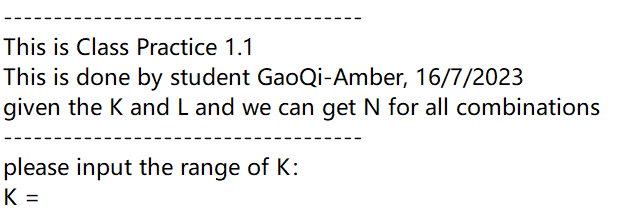 ------------------------------------
This is Class Practice 1.1
This is done by student GaoQi-Amber, 16/7/2023
given the K and L and we can get N for all combinations
------------------------------------
please input the range of K:
K =